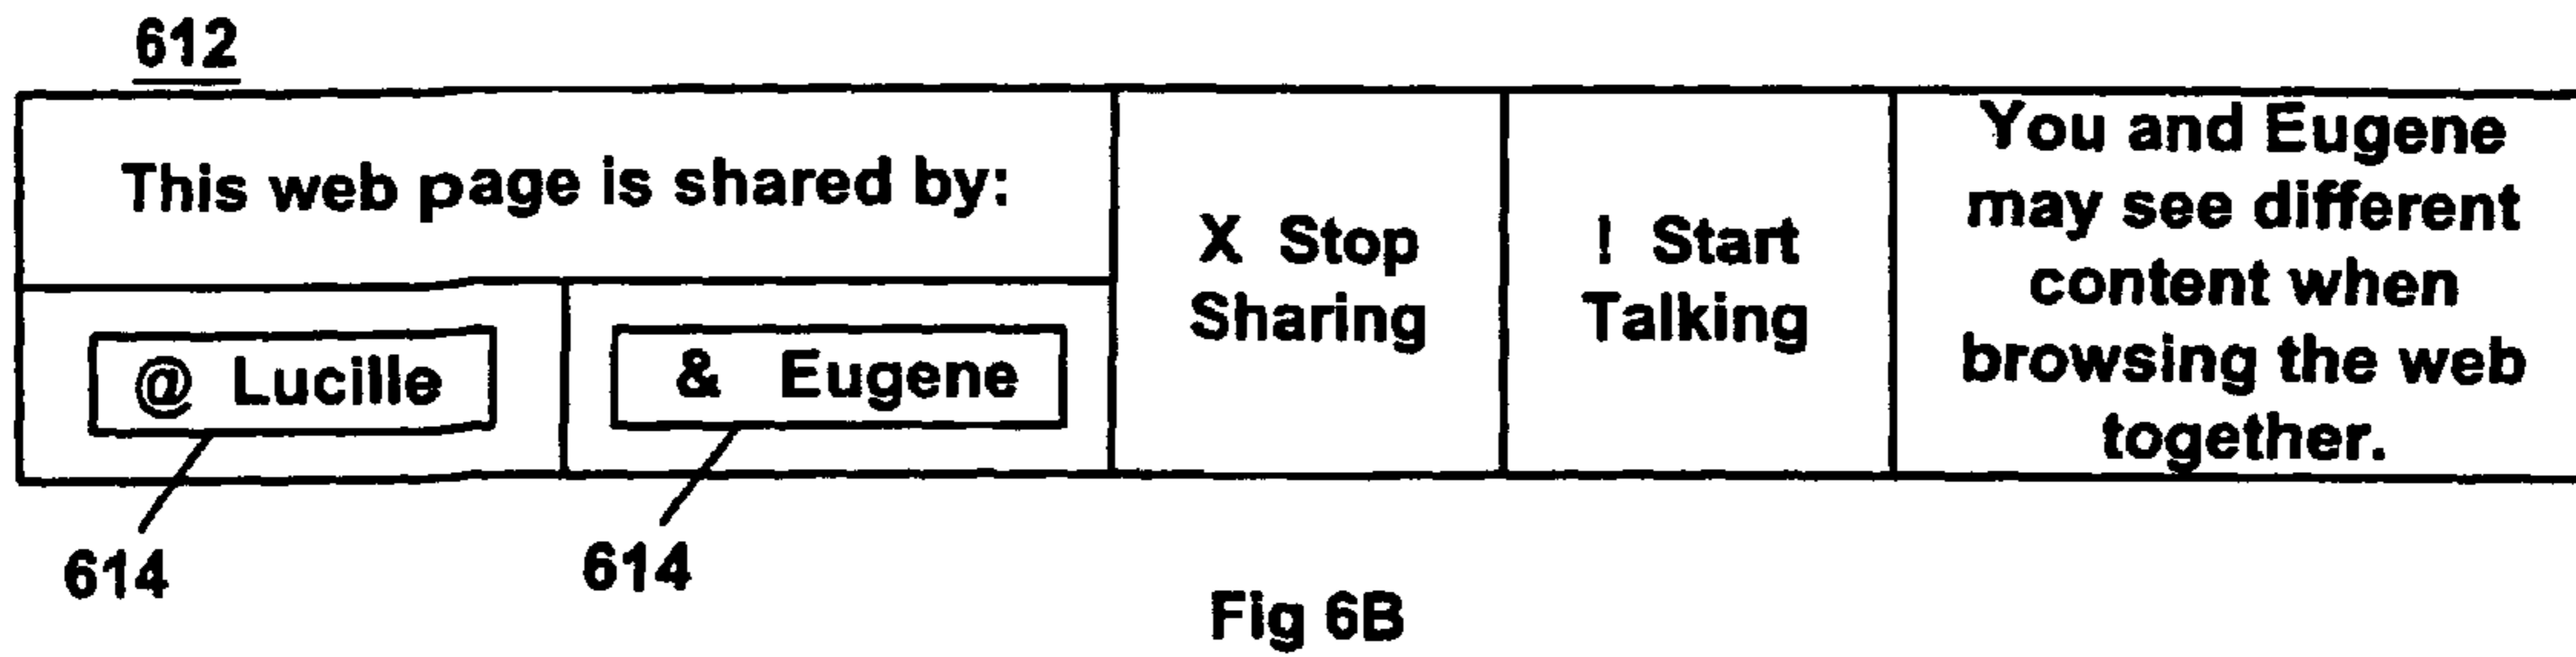 612
This web page is shared by:
@ Lucille
& Eugene
X Stop
Sharing
! Start
Talking
You and Eugene
may see different
content when
browsing the web
together.
614
614
Fig 6B